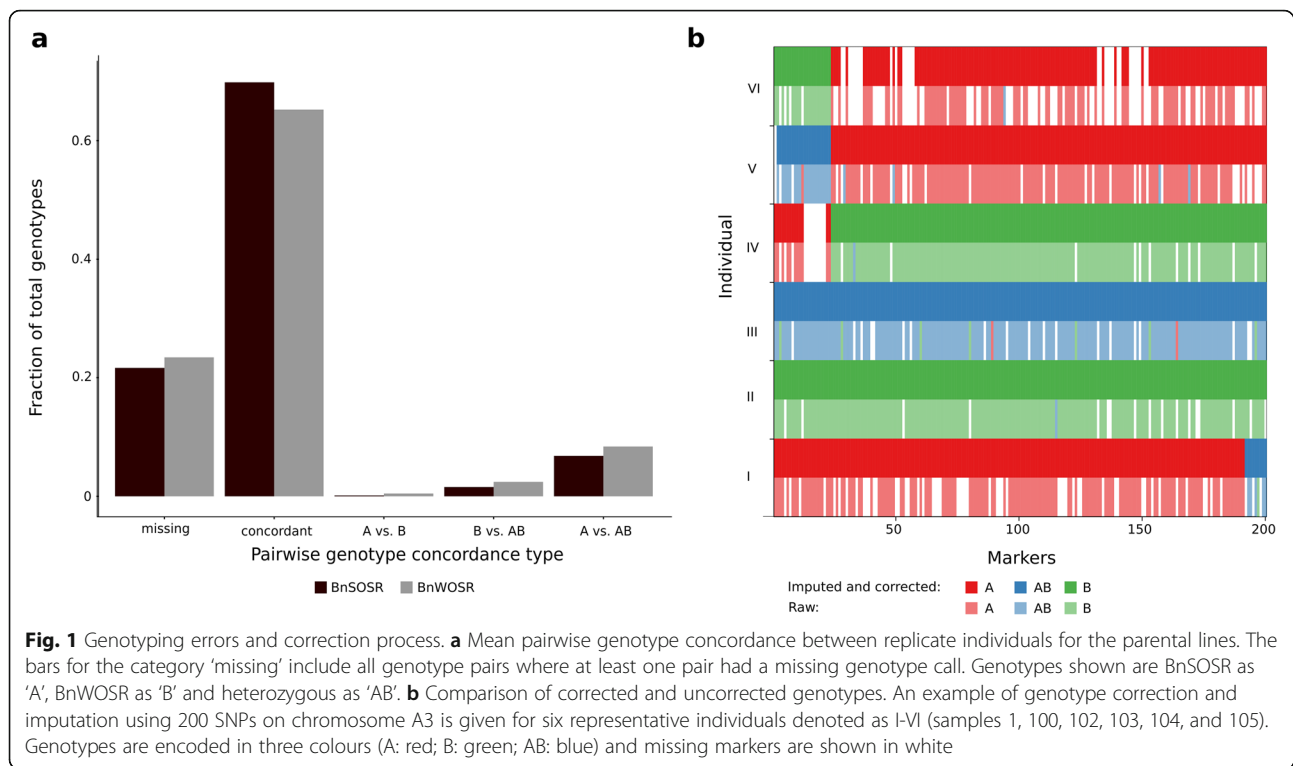 a
Fraction of total genotypes
0.6
0.4
0.2
0
missing
concordant
A vs. B
B vs. AB
A vs. AB
Pairwise genotype concordance type
BnSOSR
BnWOSR
b
Individual
VI
V
IV
III
II
I
50
100
150
200
Markers
Imputed and corrected: A AB B
Raw: A AB B
Fig. 1 Genotyping errors and correction process. a Mean pairwise genotype concordance between replicate individuals for the parental lines. The
bars for the category ‘missing’ include all genotype pairs where at least one pair had a missing genotype call. Genotypes shown are BnSOSR as
‘A’, BnWOSR as ‘B’ and heterozygous as ‘AB’. b Comparison of corrected and uncorrected genotypes. An example of genotype correction and
imputation using 200 SNPs on chromosome A3 is given for six representative individuals denoted as I-VI (samples 1, 100, 102, 103, 104, and 105).
Genotypes are encoded in three colours (A: red; B: green; AB: blue) and missing markers are shown in white